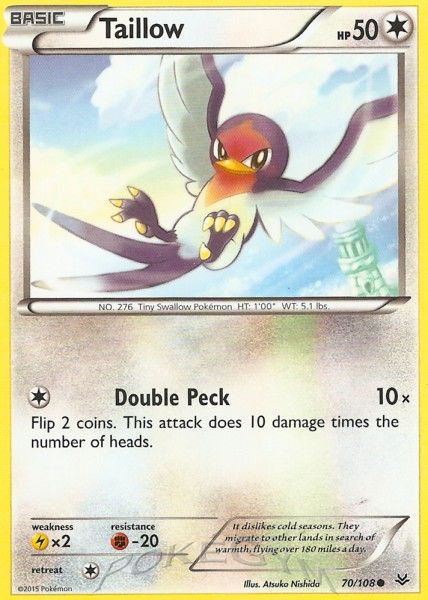 BASIC
Taillow
HP 50
NO. 276 Tiny Swallow Pokémon HT: 1'00" WT: 5.1 lbs.
Double Peck 10×
Flip 2 coins. This attack does 10 damage times the
number of heads.
weakness resistance
×2 -20
retreat
It dislikes cold seasons. They
migrate to other lands in search of
warmth, flying over 180 miles a day.
©2015 Pokémon
Illus. Atsuko Nishida 70/108